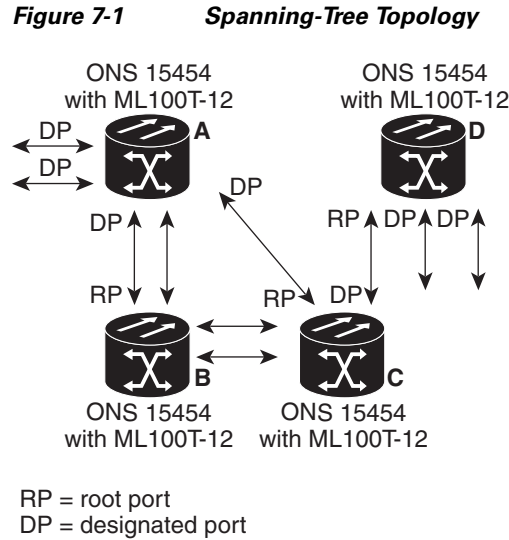 Figure 7-1 Spanning-Tree Topology
ONS 15454
with ML100T-12
ONS 15454
with ML100T-12
A
D
DP
DP
DP
DP
RP DP DP
RP
RP
DP
B
C
ONS 15454
with ML100T-12
ONS 15454
with ML100T-12
RP = root port
DP = designated port